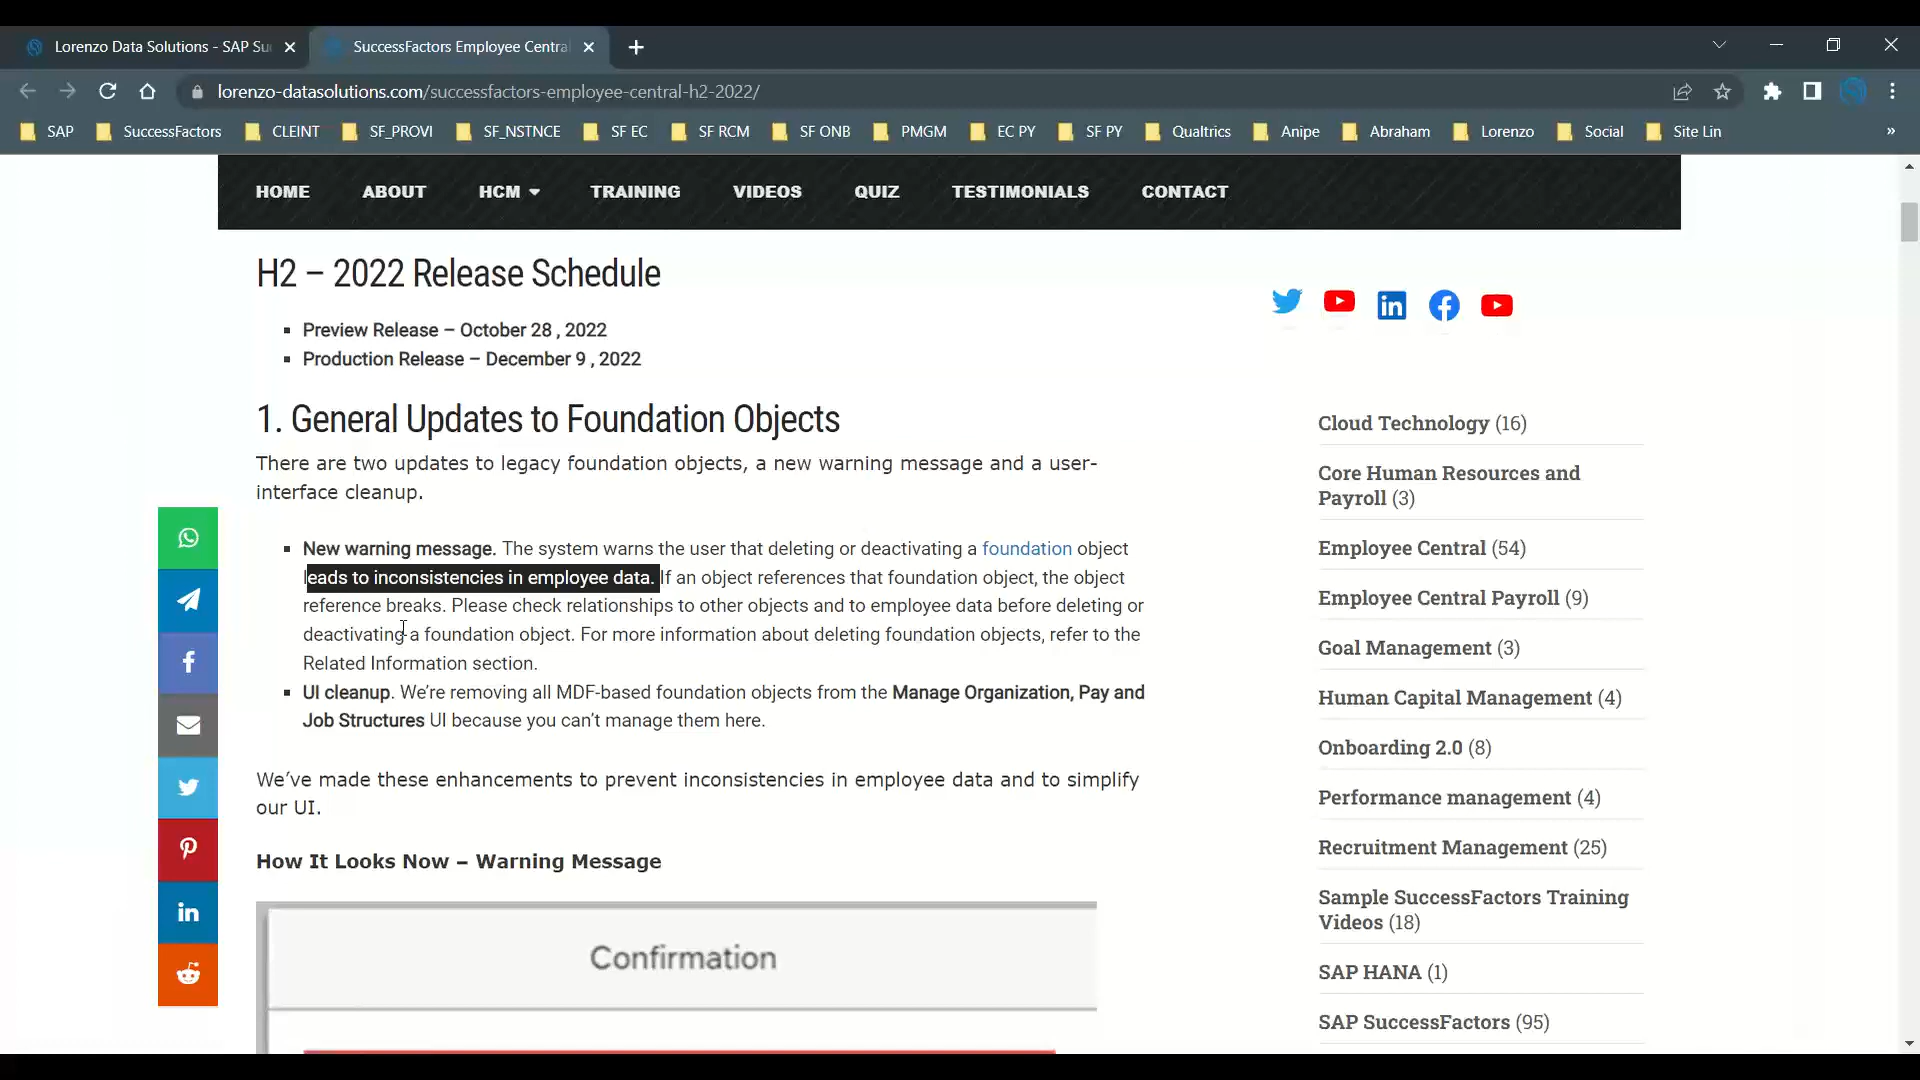 Lorenzo Data Solutions - SAP Su
SuccessFactors Employee Centra
lorenzo-datasolutions.com/successfactors-employee-central-h2-2022/
SAP
SuccessFactors
CLEINT
SF_PROVI
SF_NSTNCE
SF EC
SF RCM
SF ONB
PMGM
EC PY
SF PY
Qualtrics
Anipe
Abraham
Lorenzo
Social
Site Lin
»
HOME
ABOUT
HCM
TRAINING
VIDEOS
QUIZ
TESTIMONIALS
CONTACT
H2 – 2022 Release Schedule
Preview Release – October 28 , 2022
Production Release – December 9 , 2022
1. General Updates to Foundation Objects
There are two updates to legacy foundation objects, a new warning message and a user-
interface cleanup.
New warning message. The system warns the user that deleting or deactivating a foundation object
leads to inconsistencies in employee data. If an object references that foundation object, the object
reference breaks. Please check relationships to other objects and to employee data before deleting or
deactivating a foundation object. For more information about deleting foundation objects, refer to the
Related Information section.
UI cleanup. We're removing all MDF-based foundation objects from the Manage Organization, Pay and
Job Structures UI because you can't manage them here.
We've made these enhancements to prevent inconsistencies in employee data and to simplify
our UI.
How It Looks Now – Warning Message
Confirmation
Cloud Technology (16)
Core Human Resources and
Payroll (3)
Employee Central (54)
Employee Central Payroll (9)
Goal Management (3)
Human Capital Management (4)
Onboarding 2.0 (8)
Performance management (4)
Recruitment Management (25)
Sample SuccessFactors Training
Videos (18)
SAP HANA (1)
SAP SuccessFactors (95)